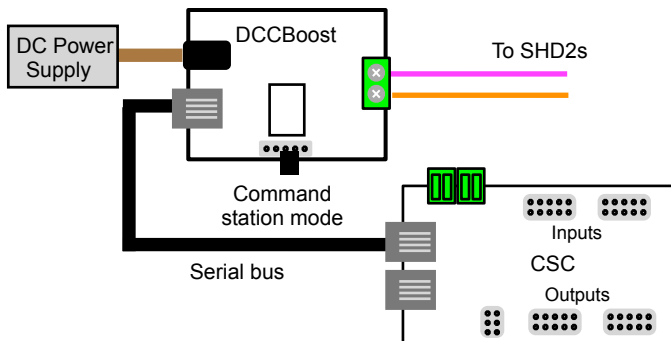 DC Power
Supply
DCCBoost
To SHD2s
Command
station mode
Serial bus
Inputs
CSC
Outputs